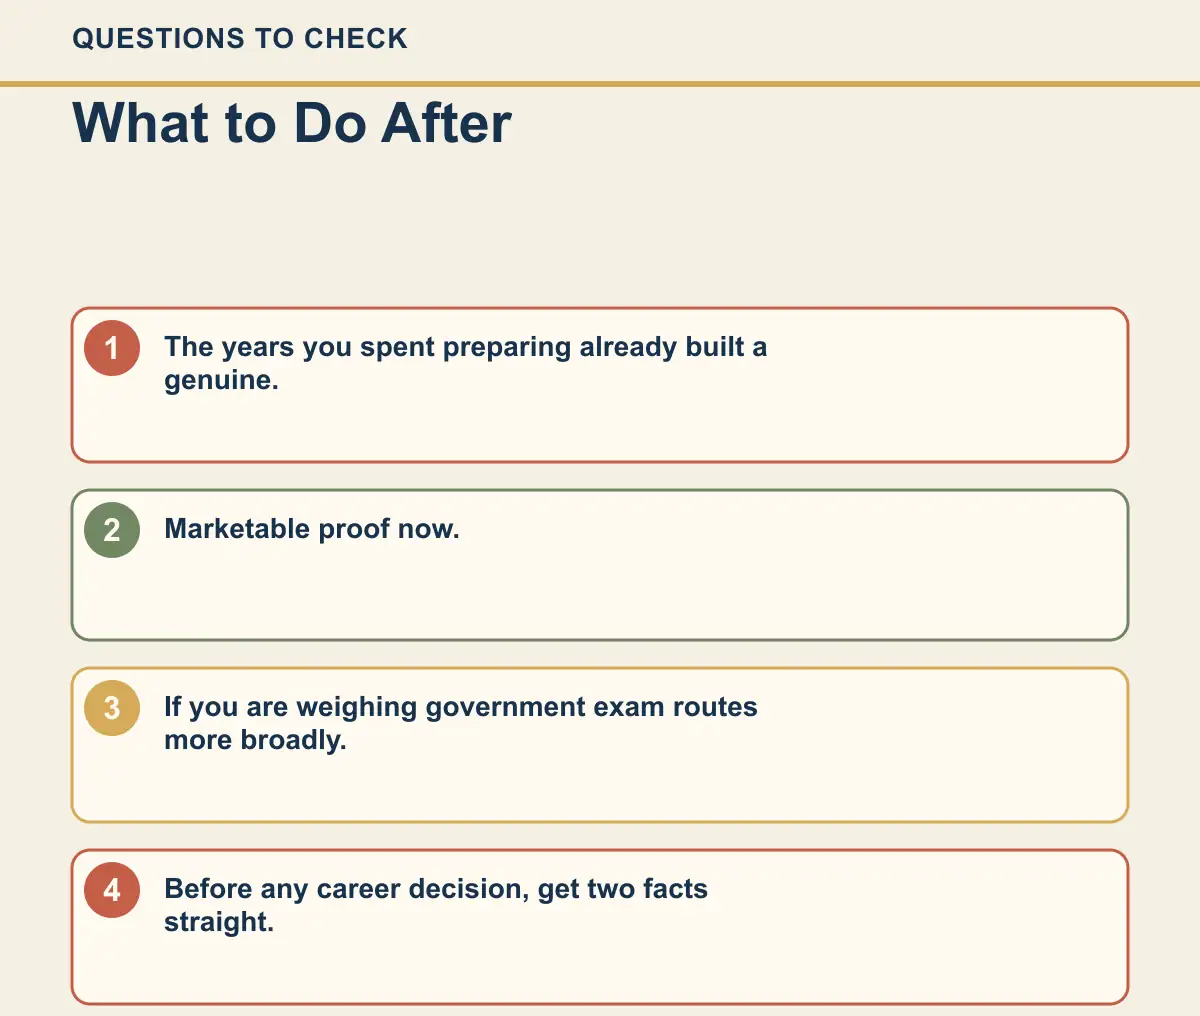 QUESTIONS TO CHECK
What to Do After
1
The years you spent preparing already built a
genuine.
2
Marketable proof now.
3
If you are weighing government exam routes
more broadly.
4
Before any career decision, get two facts
straight.